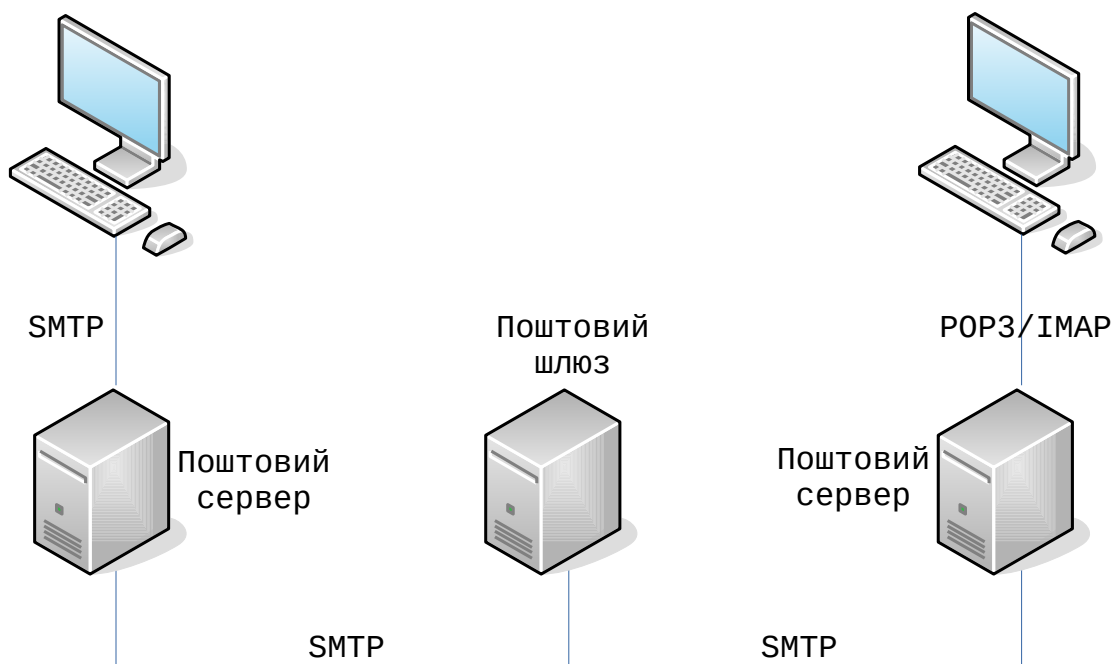 SMTP
Поштовий
шлюз
POP3/IMAP
Поштовий
сервер
Поштовий
сервер
SMTP
SMTP